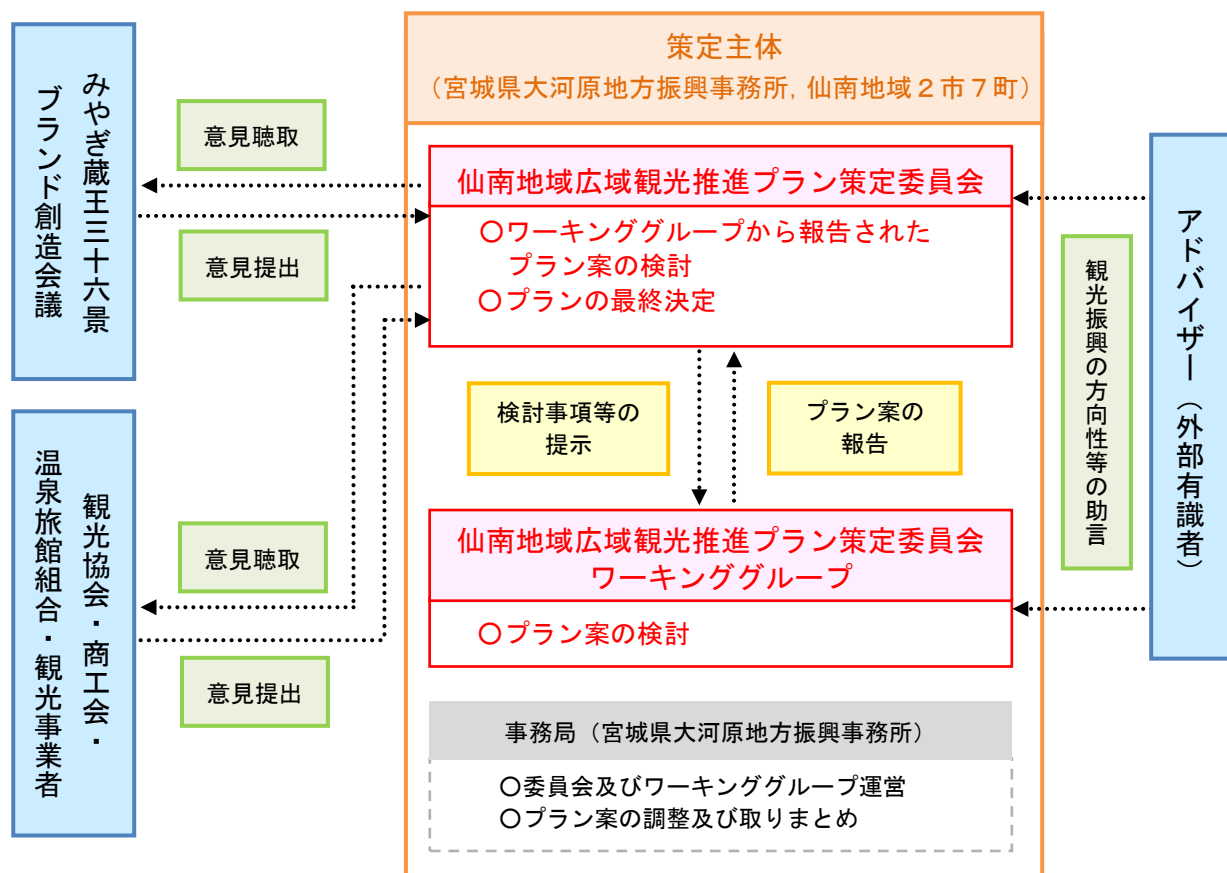 策定主体
（宮城県大河原地方振興事務所，仙南地域２市７町）
みやぎ蔵王三十六景
ブランド創造会議
意見聴取
意見提出
仙南地域広域観光推進プラン策定委員会
〇ワーキンググループから報告された
プラン案の検討
〇プランの最終決定
アドバイザー（外部有識者）
観光振興の方向性等の助言
検討事項等の
提示
プラン案の
報告
観光協会・商工会・
温泉旅館組合・観光事業者
意見聴取
意見提出
仙南地域広域観光推進プラン策定委員会
ワーキンググループ
〇プラン案の検討
事務局（宮城県大河原地方振興事務所）
〇委員会及びワーキンググループ運営
〇プラン案の調整及び取りまとめ